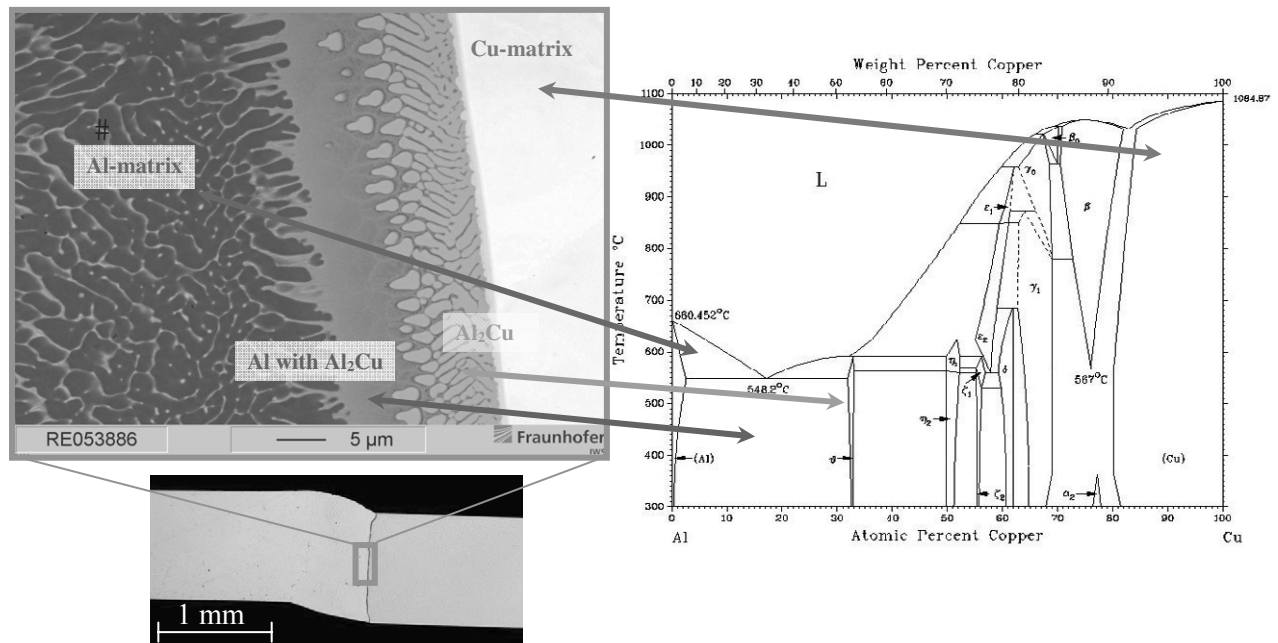 Cu-matrix
#
Al-matrix
Al₂Cu
Al with Al₂Cu
RE053886
5 µm
Fraunhofer
IWS
1 mm
Weight Percent Copper
0 10 20 30 40 50 60 70 80 90 100
1100
1000
900
800
700
600
500
400
300
Temperature °C
1084.87°C
L
β₀
γ₀
ε₁
β
γ₁
660.452°C
ε₂
η₁
δ
ζ₁
548.2°C
567°C
η₂
(Al)
θ
(Cu)
ζ₂
α₂
0 10 20 30 40 50 60 70 80 90 100
Al
Atomic Percent Copper
Cu